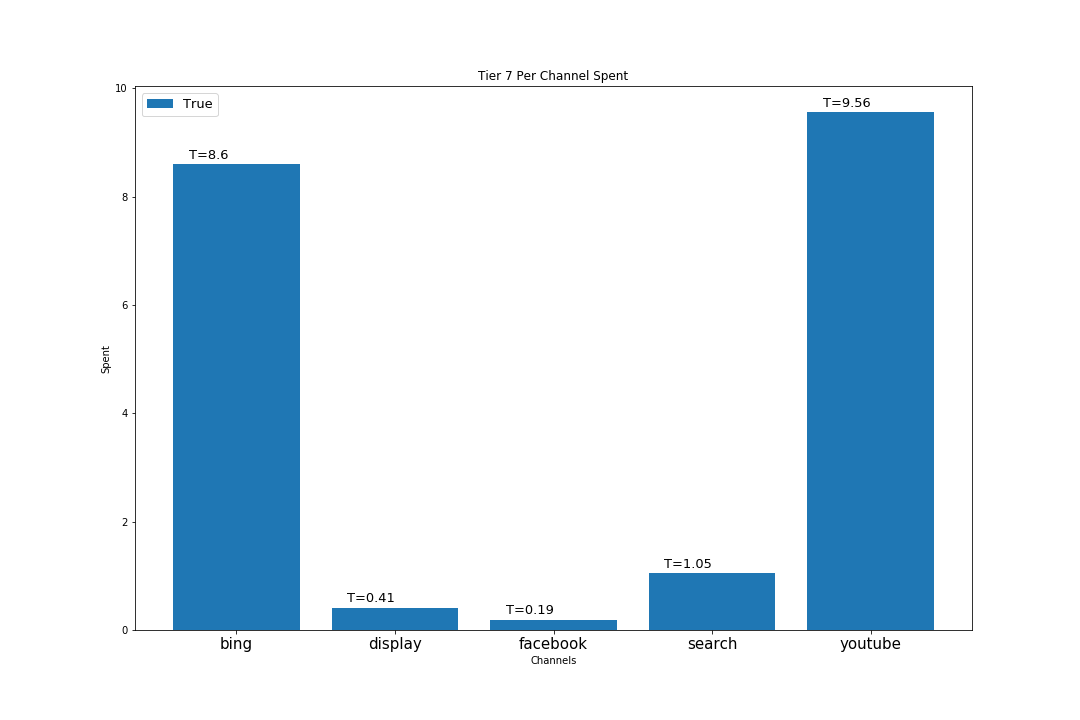 Tier 7 Per Channel Spent
True
T=8.6
T=0.41
T=0.19
T=1.05
T=9.56
10
8
6
4
2
0
Spent
bing
display
facebook
search
youtube
Channels